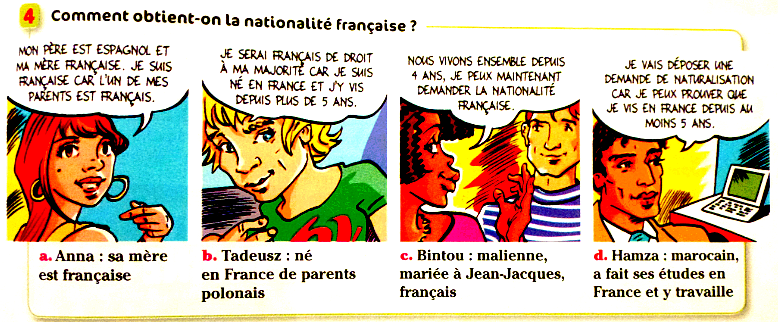 4 Comment obtient-on la nationalité française ?
MON PÈRE EST ESPAGNOL ET
MA MÈRE FRANÇAISE. JE SUIS
FRANÇAISE CAR L'UN DE MES
PARENTS EST FRANÇAIS.
JE SERAI FRANÇAIS DE DROIT
À MA MAJORITÉ CAR JE SUIS
NÉ EN FRANCE ET J'Y VIS
DEPUIS PLUS DE 5 ANS.
NOUS VIVONS ENSEMBLE DEPUIS
4 ANS, JE PEUX MAINTENANT
DEMANDER LA NATIONALITÉ
FRANÇAISE.
JE VAIS DÉPOSER UNE
DEMANDE DE NATURALISATION
CAR JE PEUX PROUVER QUE
JE VIS EN FRANCE DEPUIS AU
MOINS 5 ANS.
a. Anna : sa mère
est française
b. Tadeusz : né
en France de parents
polonais
c. Bintou : malienne,
mariée à Jean-Jacques,
français
d. Hamza : marocain,
a fait ses études en
France et y travaille